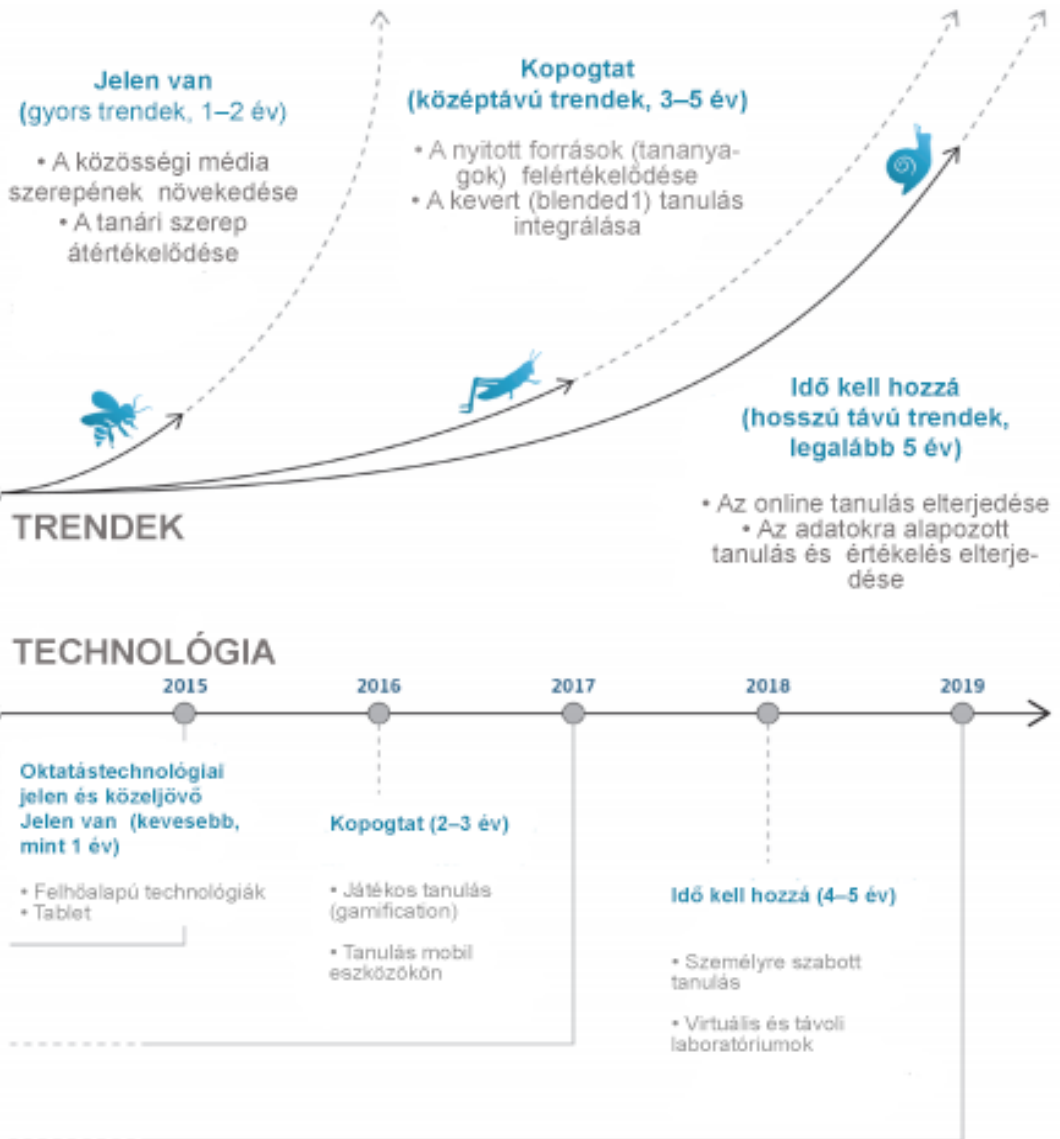 Jelen van
(gyors trendek, 1–2 év)
• A közösségi média
szerepének növekedése
• A tanári szerep
átértékelődése
Kopogtat
(középtávú trendek, 3–5 év)
• A nyitott források (tananya-
gok) felértékelődése
• A kevert (blended1) tanulás
integrálása
Idő kell hozzá
(hosszú távú trendek,
legalább 5 év)
• Az online tanulás elterjedése
• Az adatokra alapozott
tanulás és értékelés elterje-
dése
TRENDEK
TECHNOLÓGIA
2015 2016 2017 2018 2019
Oktatástechnológiai
jelen és közeljövő
Jelen van (kevesebb,
mint 1 év)
• Felhőalapú technológiák
• Tablet
Kopogtat (2–3 év)
• Játékos tanulás
(gamification)
• Tanulás mobil
eszközökön
Idő kell hozzá (4–5 év)
• Személyre szabott
tanulás
• Virtuális és távoli
laboratóriumok